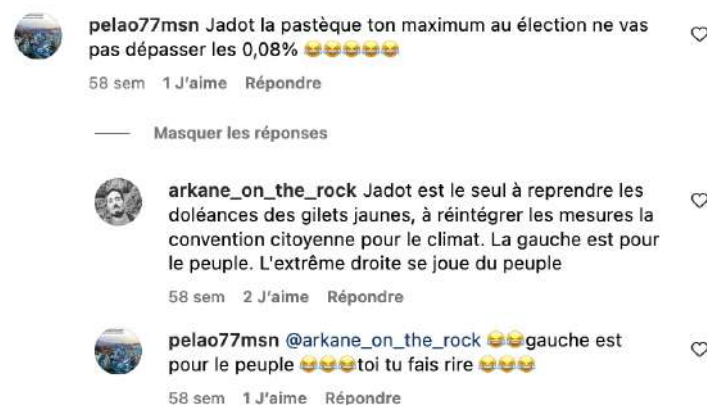 pelao77msn Jadot la pastèque ton maximum au élection ne vas
pas dépasser les 0,08% 😂😂😂😂😂
58 sem 1 J'aime Répondre
Masquer les réponses
arkane_on_the_rock Jadot est le seul à reprendre les
doléances des gilets jaunes, à réintégrer les mesures la
convention citoyenne pour le climat. La gauche est pour
le peuple. L'extrême droite se joue du peuple
58 sem 2 J'aime Répondre
pelao77msn @arkane_on_the_rock 😂😂gauche est
pour le peuple 😂😂😂toi tu fais rire 😂😂😂
58 sem 1 J'aime Répondre